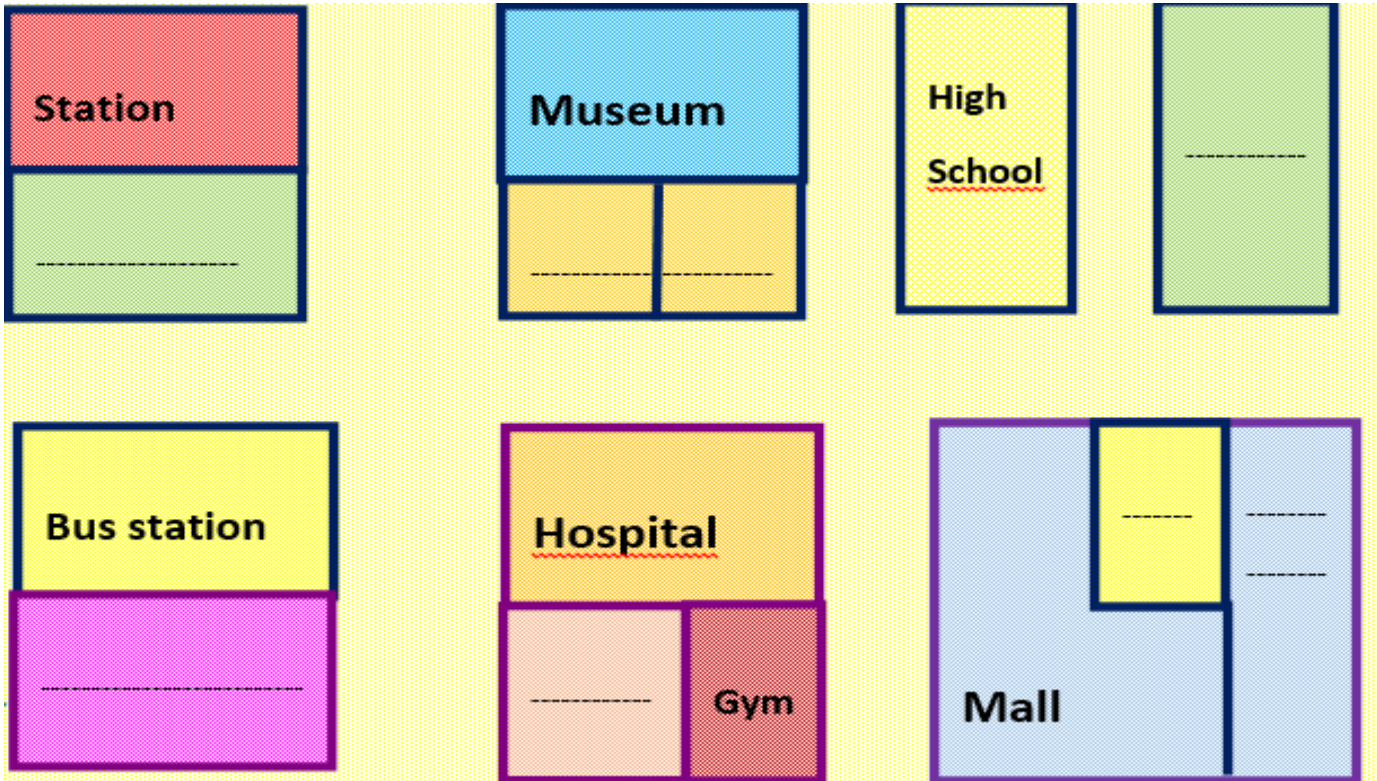 Station
Museum
High
School
Bus station
Hospital
Gym
Mall